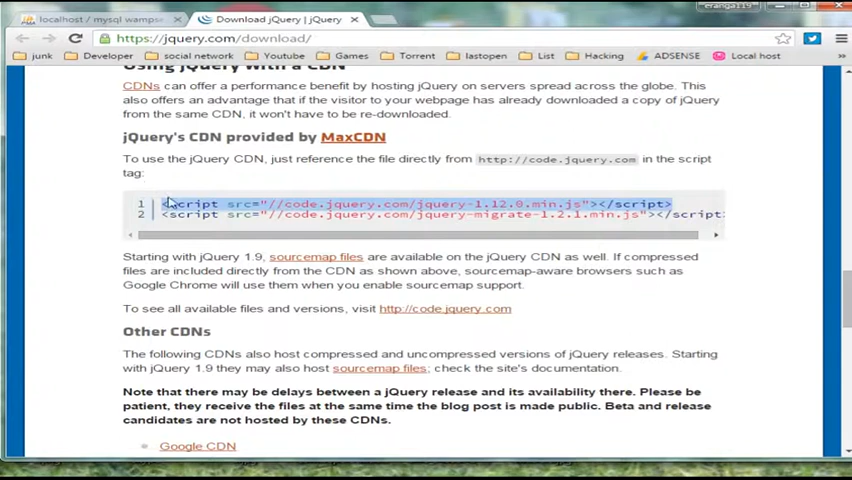 localhost / mysql wampse
Download jQuery | jQuery
eranga119
https://jquery.com/download/
junk
Developer
social network
Youtube
Games
Torrent
lastopen
List
Hacking
ADSENSE
Local host
»
Using jQuery with a CDN
CDNs can offer a performance benefit by hosting jQuery on servers spread across the globe. This
also offers an advantage that if the visitor to your webpage has already downloaded a copy of jQuery
from the same CDN, it won't have to be re-downloaded.
jQuery's CDN provided by MaxCDN
To use the jQuery CDN, just reference the file directly from http://code.jquery.com in the script
tag:
1 <script src="//code.jquery.com/jquery-1.12.0.min.js"></script>
2 <script src="//code.jquery.com/jquery-migrate-1.2.1.min.js"></script>
Starting with jQuery 1.9, sourcemap files are available on the jQuery CDN as well. If compressed
files are included directly from the CDN as shown above, sourcemap-aware browsers such as
Google Chrome will use them when you enable sourcemap support.
To see all available files and versions, visit http://code.jquery.com
Other CDNs
The following CDNs also host compressed and uncompressed versions of jQuery releases. Starting
with jQuery 1.9 they may also host sourcemap files; check the site's documentation.
Note that there may be delays between a jQuery release and its availability there. Please be
patient, they receive the files at the same time the blog post is made public. Beta and release
candidates are not hosted by these CDNs.
Google CDN